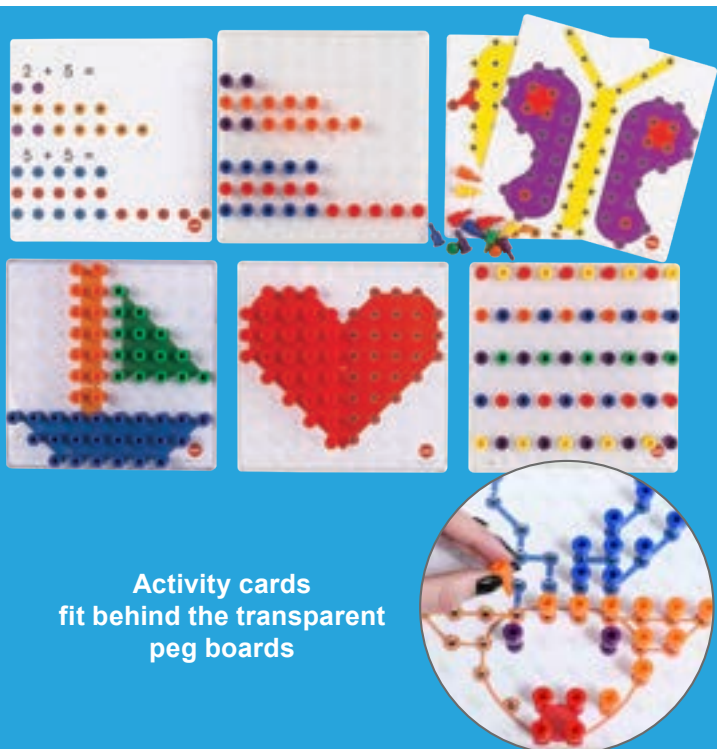 2 + 5 =
5 + 5 =
Activity cards
fit behind the transparent
peg boards